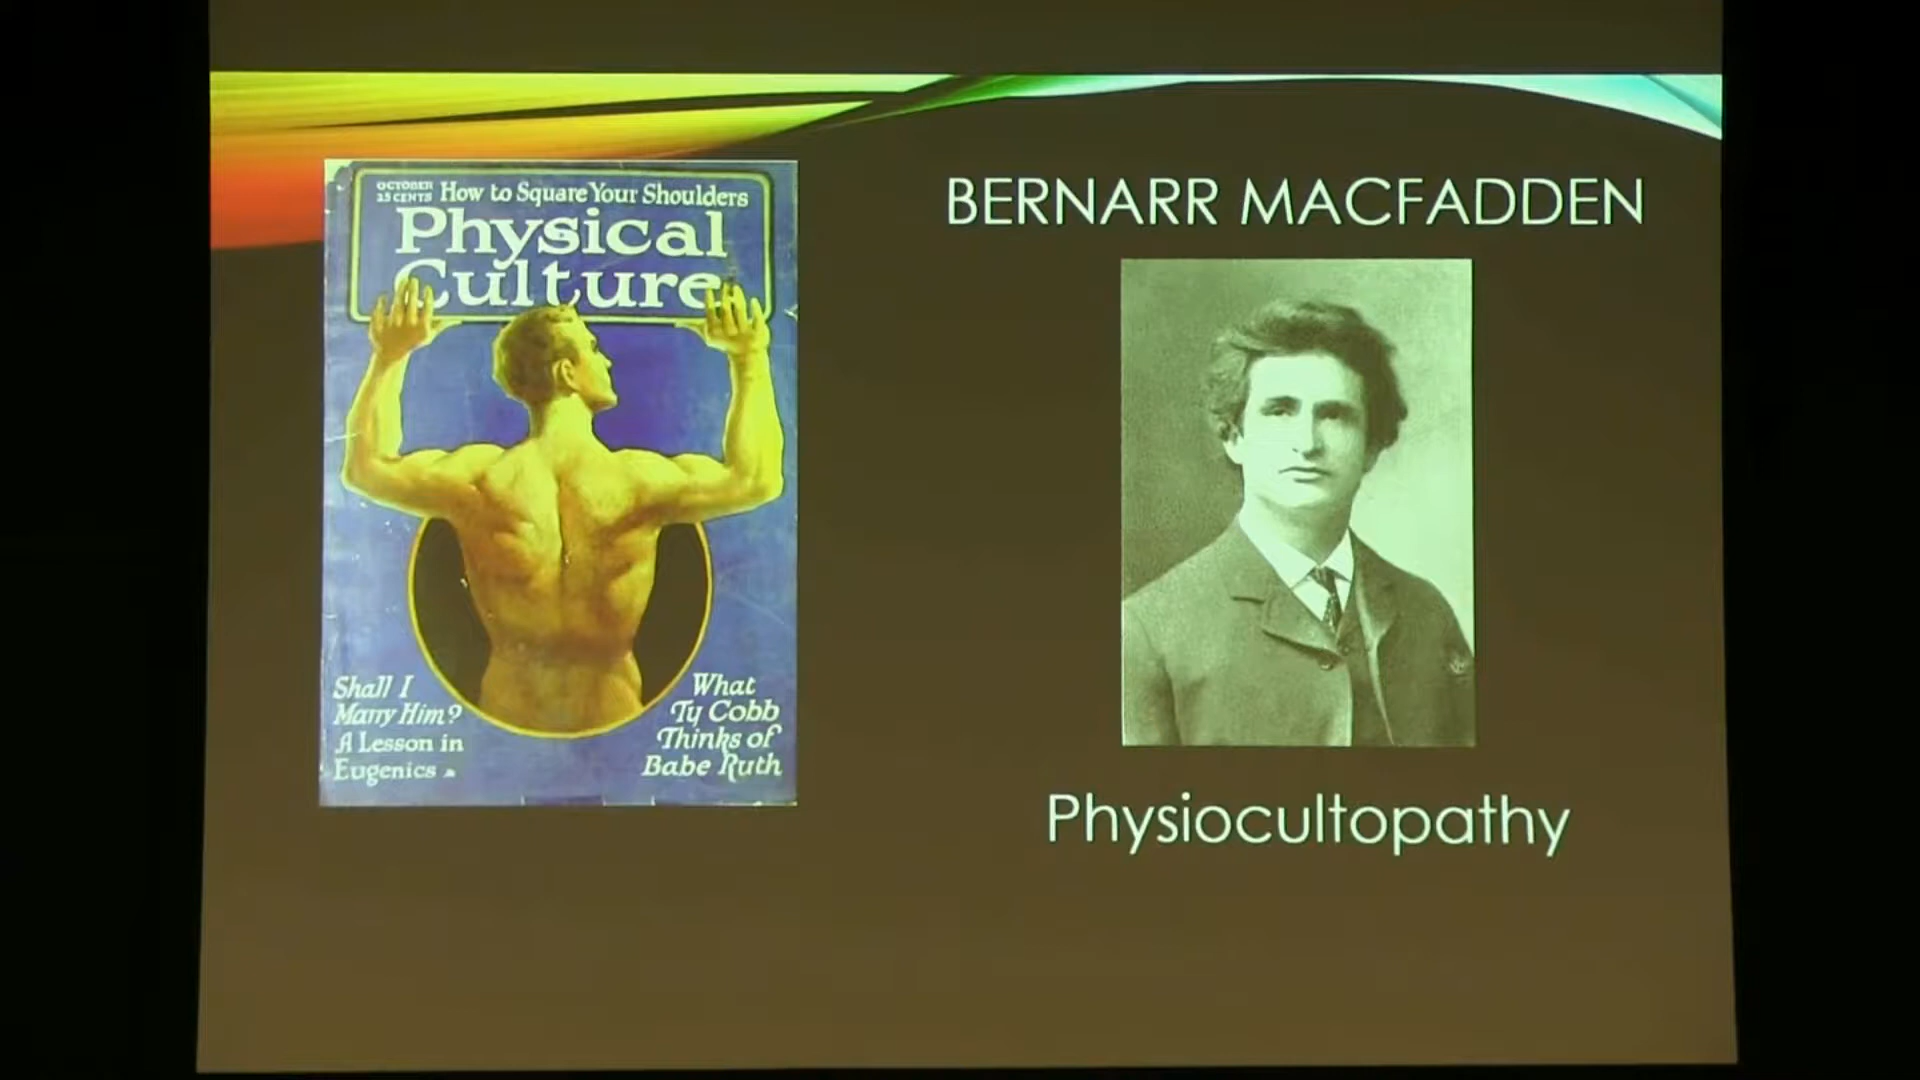 OCTOBER
25 CENTS
How to Square Your Shoulders
Physical
Culture
Shall I
Marry Him?
A Lesson in
Eugenics
What
Ty Cobb
Thinks of
Babe Ruth
BERNARR MACFADDEN
Physiocultopathy